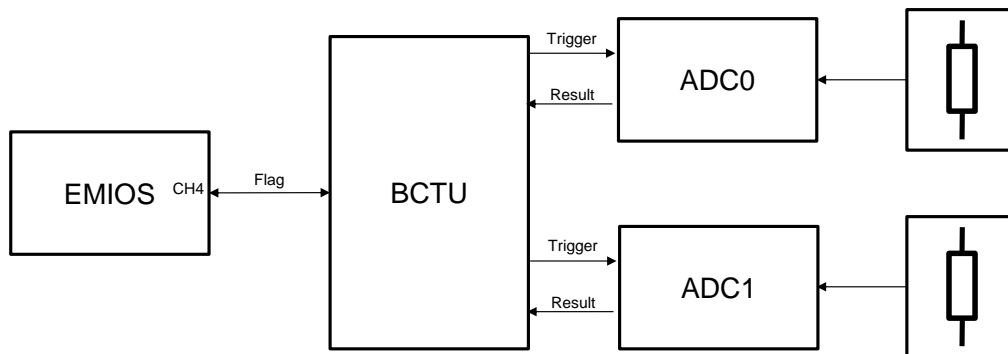 Trigger
ADC0
Result
EMIOS
CH4
Flag
BCTU
Trigger
ADC1
Result